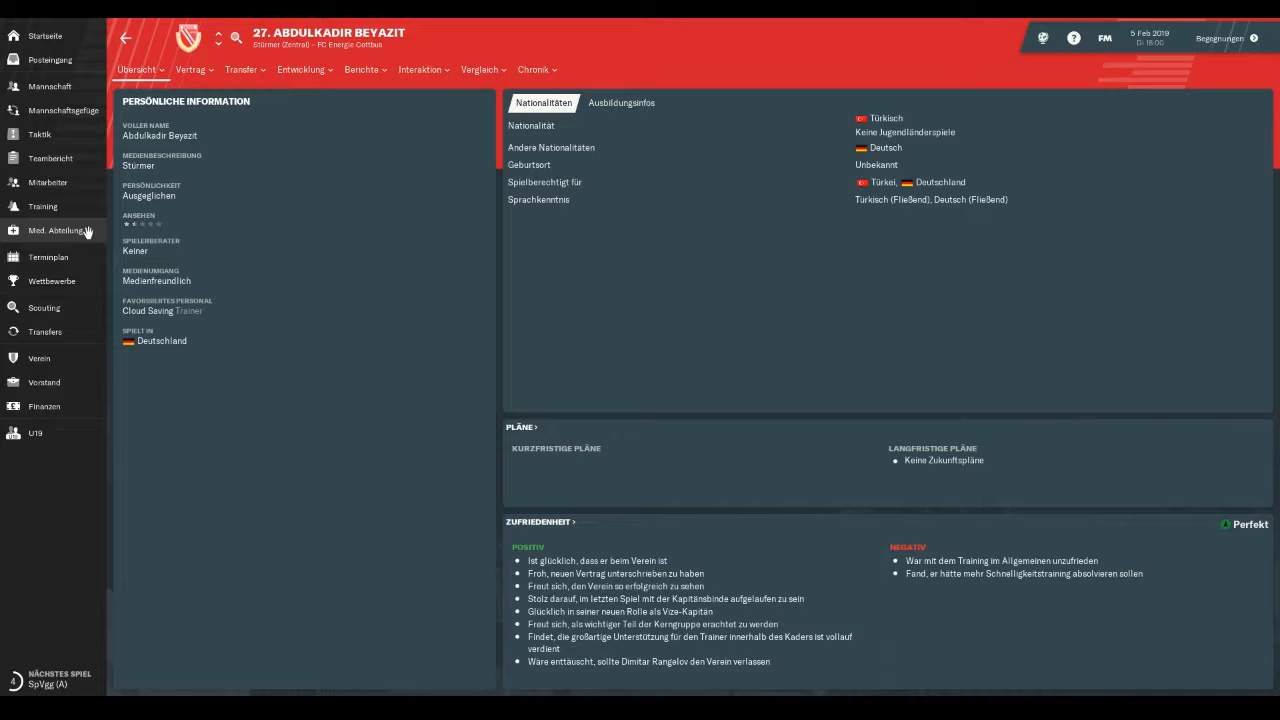 27. ABDULKADIR BEYAZIT
Stürmer (Zentral) - FC Energie Cottbus
5 Feb 2019
Di 18:00
FM
Begegnungen
Startseite
Posteingang
Mannschaft
Mannschaftsgefüge
Taktik
Teambericht
Mitarbeiter
Training
Med. Abteilung
Terminplan
Wettbewerbe
Scouting
Transfers
Verein
Vorstand
Finanzen
U19
NÄCHSTES SPIEL
4 SpVgg (A)
Übersicht Vertrag Transfer Entwicklung Berichte Interaktion Vergleich Chronik
PERSÖNLICHE INFORMATION
VOLLER NAME
Abdulkadir Beyazit
MEDIENBESCHREIBUNG
Stürmer
PERSÖNLICHKEIT
Ausgeglichen
ANSEHEN
SPIELERBERATER
Keiner
MEDIENUMGANG
Medienfreundlich
FAVORISIERTES PERSONAL
Cloud Saving Trainer
SPIELT IN
Deutschland
Nationalitäten Ausbildungsinfos
Nationalität Türkisch
Keine Jugendländerspiele
Andere Nationalitäten Deutsch
Geburtsort Unbekannt
Spielberechtigt für Türkei, Deutschland
Sprachkenntnis Türkisch (Fließend), Deutsch (Fließend)
PLÄNE >
KURZFRISTIGE PLÄNE
LANGFRISTIGE PLÄNE
Keine Zukunftspläne
ZUFRIEDENHEIT >
Perfekt
POSITIV
Ist glücklich, dass er beim Verein ist
Froh, neuen Vertrag unterschrieben zu haben
Freut sich, den Verein so erfolgreich zu sehen
Stolz darauf, im letzten Spiel mit der Kapitänsbinde aufgelaufen zu sein
Glücklich in seiner neuen Rolle als Vize-Kapitän
Freut sich, als wichtiger Teil der Kerngruppe erachtet zu werden
Findet, die großartige Unterstützung für den Trainer innerhalb des Kaders ist vollauf
verdient
Wäre enttäuscht, sollte Dimitar Rangelov den Verein verlassen
NEGATIV
War mit dem Training im Allgemeinen unzufrieden
Fand, er hätte mehr Schnelligkeitstraining absolvieren sollen